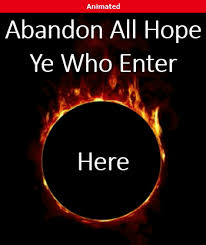 Animated
Abandon All Hope
Ye Who Enter
Here